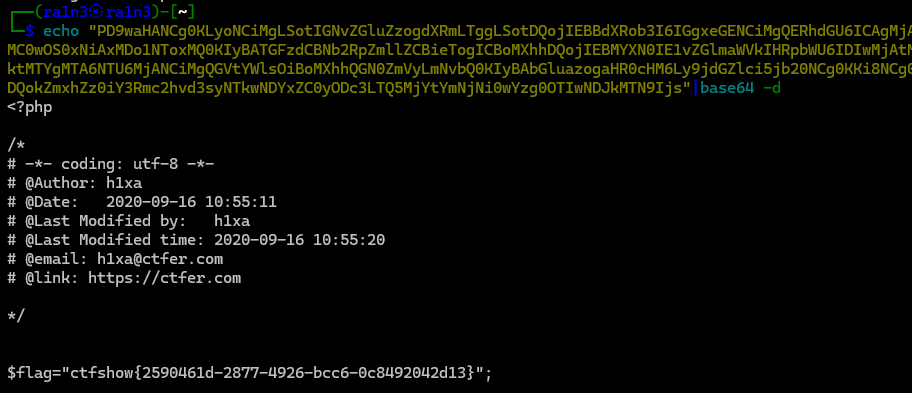 ┌──(ra1n3㉿ra1n3)-[~]
└─$ echo "PD9waHANCg0KLyoNCiMgLSotIGNvZGluZzogdXRmLTggLSotDQojIEBBdXRob3I6IGgxeGENCiMgQERhdGU6ICAgMjA
MC0wOS0xNiAxMDo1NToxMQ0KIyBATGFzdCBNb2RpZmllZCBieTogICBoMXhhDQojIEBMYXN0IE1vZGlmaWVkIHRpbWU6IDIwMjAtM
ktMTYgMTA6NTU6MjANCiMgQGVtYWlsOiBoMXhhQGN0ZmVyLmNvbQ0KIyBAbGluazogaHR0cHM6Ly9jdGZlci5jb20NCg0KKi8NCg0
DQokZmxhZz0iY3Rmc2hvd3syNTkwNDYxZC0yODc3LTQ5MjYtYmNjNi0wYzg0OTIwNDJkMTN9Ijs"|base64 -d
<?php
/*
# -*- coding: utf-8 -*-
# @Author: h1xa
# @Date:   2020-09-16 10:55:11
# @Last Modified by:   h1xa
# @Last Modified time: 2020-09-16 10:55:20
# @email: h1xa@ctfer.com
# @link: https://ctfer.com
*/
$flag="ctfshow{2590461d-2877-4926-bcc6-0c8492042d13}";